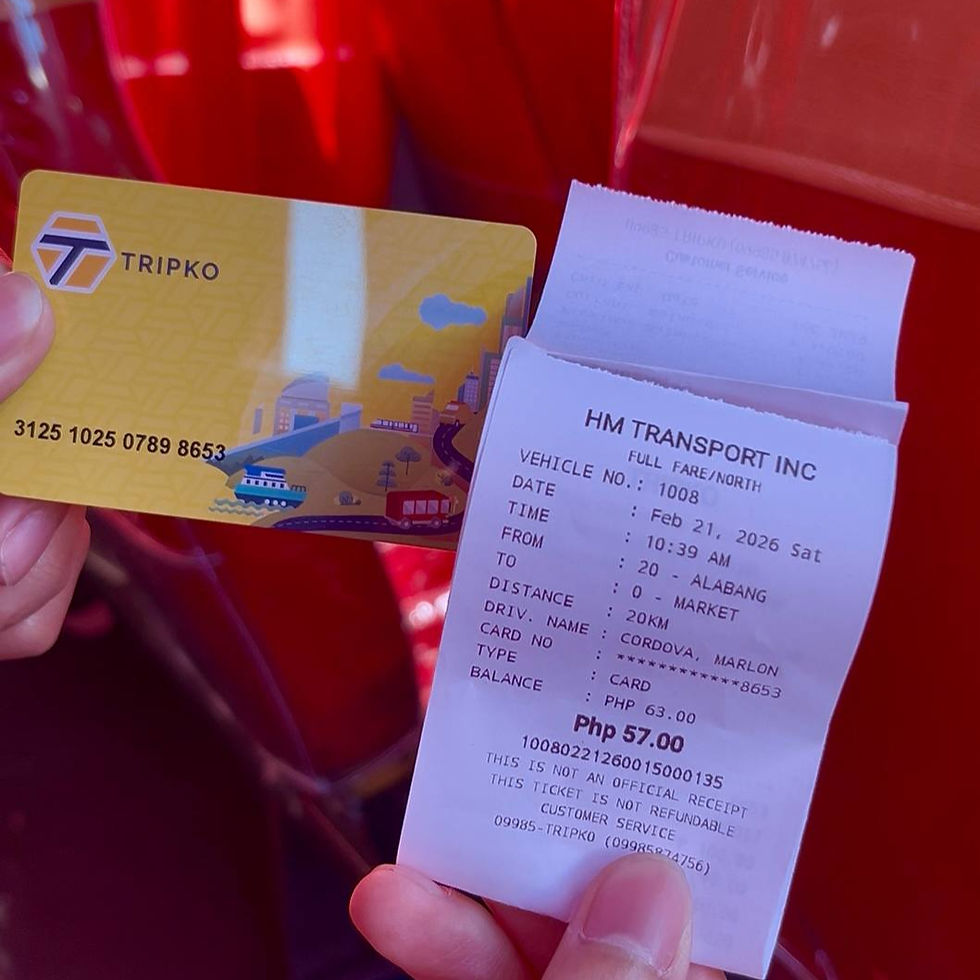 TRIPKO
3125 1025 0789 8653
Customer Service
HM TRANSPORT INC
FULL FARE/NORTH
VEHICLE NO.: 1008
DATE : Feb 21, 2026 Sat
TIME : 10:39 AM
FROM : 20 - ALABANG
TO : 0 - MARKET
DISTANCE : 20KM
DRIV. NAME : CORDOVA, MARLON
CARD NO : ************8653
TYPE : CARD
BALANCE : PHP 63.00
Php 57.00
10080221260015000135
THIS IS NOT AN OFFICIAL RECEIPT
THIS TICKET IS NOT REFUNDABLE
CUSTOMER SERVICE
09985-TRIPKO (09985874756)